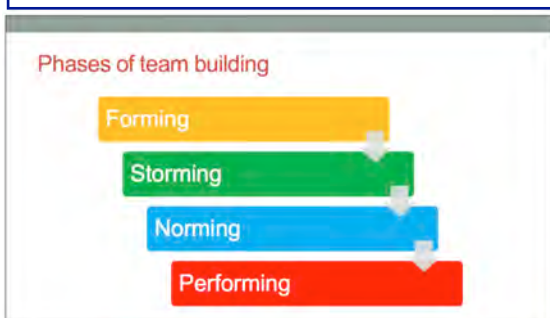 Phases of team building
Forming
Storming
Norming
Performing